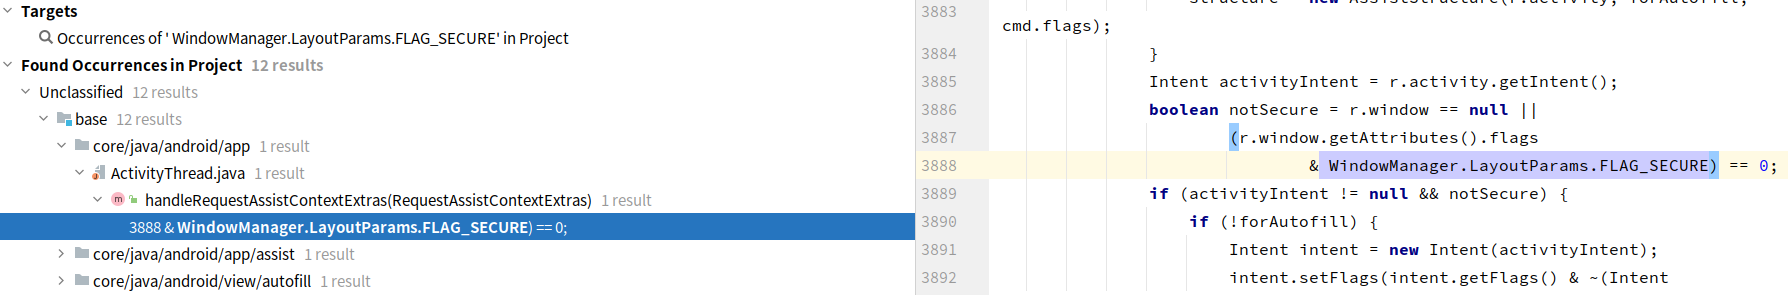 Targets
Occurrences of ' WindowManager.LayoutParams.FLAG_SECURE' in Project
Found Occurrences in Project 12 results
Unclassified 12 results
base 12 results
core/java/android/app 1 result
ActivityThread.java 1 result
m handleRequestAssistContextExtras(RequestAssistContextExtras) 1 result
3888 & WindowManager.LayoutParams.FLAG_SECURE) == 0;
core/java/android/app/assist 1 result
core/java/android/view/autofill 1 result
3883 structure = new AssistStructure(r.activity, forAutofill,
cmd.flags);
3884 }
3885 Intent activityIntent = r.activity.getIntent();
3886 boolean notSecure = r.window == null ||
3887 (r.window.getAttributes().flags
3888 & WindowManager.LayoutParams.FLAG_SECURE) == 0;
3889 if (activityIntent != null && notSecure) {
3890 if (!forAutofill) {
3891 Intent intent = new Intent(activityIntent);
3892 intent.setFlags(intent.getFlags() & ~(Intent